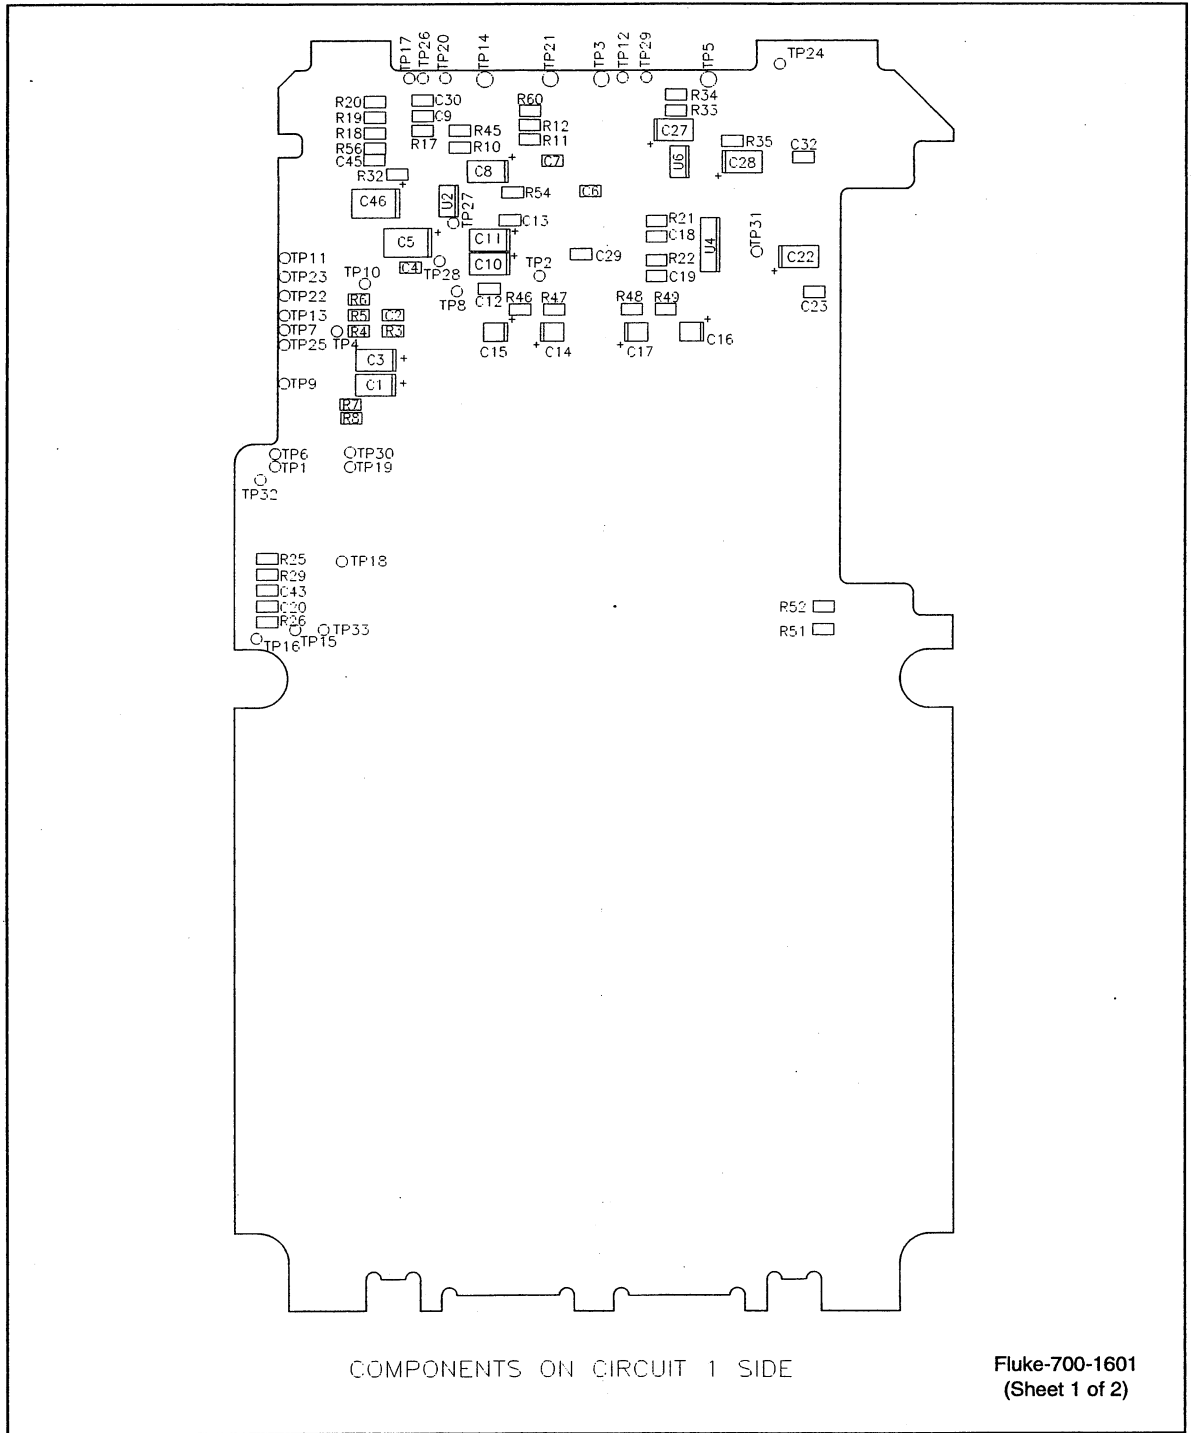 TP17
TP26
TP20
TP14
TP21
TP3
TP12
TP29
TP5
TP24
R20
C30
R60
R34
R19
C9
R33
R18
R17
R45
R12
C27
R56
R10
R11
R35
C32
C45
C7
U6
C28
R32
C8
C46
U2
TP27
R54
C6
C13
R21
C5
C11
C18
U4
TP31
TP11
C4
TP28
C10
C29
R22
C22
TP23
TP10
TP2
C19
TP22
R6
TP8
C12
R46
R47
R48
R49
C23
TP13
R5
C2
TP7
TP4
R4
R3
C15
C14
C17
C16
TP25
C3
TP9
C1
R7
R8
TP6
TP30
TP1
TP19
TP32
R25
TP18
R29
C43
C20
R52
R26
TP16
TP15
TP33
R51
COMPONENTS ON CIRCUIT 1 SIDE
Fluke-700-1601
(Sheet 1 of 2)